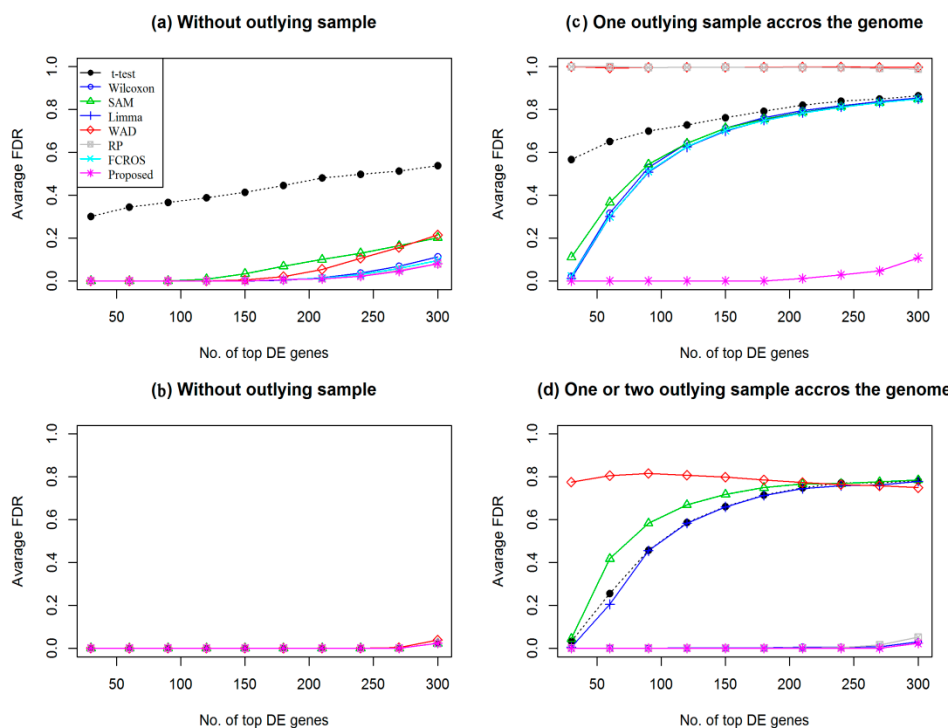 (a) Without outlying sample
Avarage FDR
1.0
0.8
0.6
0.4
0.2
0.0
t-test
Wilcoxon
SAM
Limma
WAD
RP
FCROS
Proposed
50 100 150 200 250 300
No. of top DE genes
(c) One outlying sample accros the genome
Avarage FDR
1.0
0.8
0.6
0.4
0.2
0.0
50 100 150 200 250 300
No. of top DE genes
(b) Without outlying sample
Avarage FDR
1.0
0.8
0.6
0.4
0.2
0.0
50 100 150 200 250 300
No. of top DE genes
(d) One or two outlying sample accros the genome
Avarage FDR
1.0
0.8
0.6
0.4
0.2
0.0
50 100 150 200 250 300
No. of top DE genes